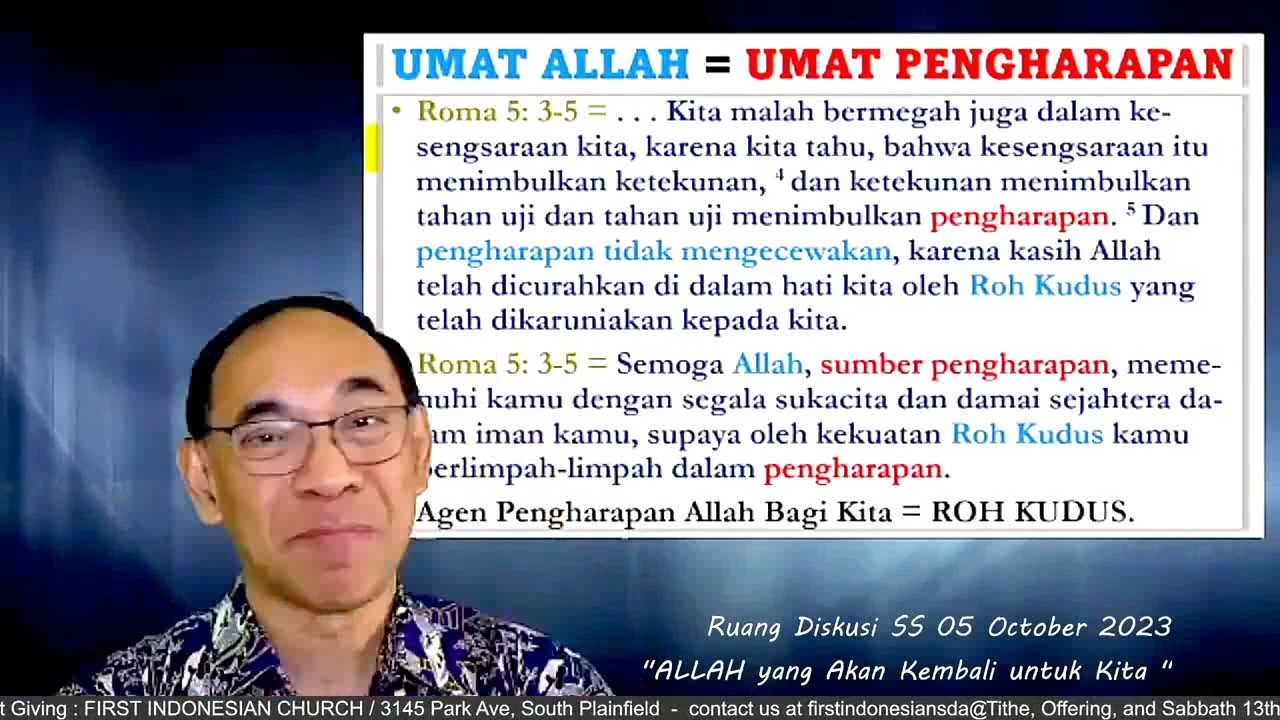 UMAT ALLAH = UMAT PENGHARAPAN
• Roma 5: 3-5 = . . . Kita malah bermegah juga dalam ke-
sengsaraan kita, karena kita tahu, bahwa kesengsaraan itu
menimbulkan ketekunan, ⁴ dan ketekunan menimbulkan
tahan uji dan tahan uji menimbulkan pengharapan. ⁵ Dan
pengharapan tidak mengecewakan, karena kasih Allah
telah dicurahkan di dalam hati kita oleh Roh Kudus yang
telah dikaruniakan kepada kita.
Roma 5: 3-5 = Semoga Allah, sumber pengharapan, meme-
nuhi kamu dengan segala sukacita dan damai sejahtera da-
am iman kamu, supaya oleh kekuatan Roh Kudus kamu
berlimpah-limpah dalam pengharapan.
Agen Pengharapan Allah Bagi Kita = ROH KUDUS.
Ruang Diskusi SS 05 October 2023
"ALLAH yang Akan Kembali untuk Kita "
t Giving : FIRST INDONESIAN CHURCH / 3145 Park Ave, South Plainfield - contact us at firstindonesiansda@Tithe, Offering, and Sabbath 13th